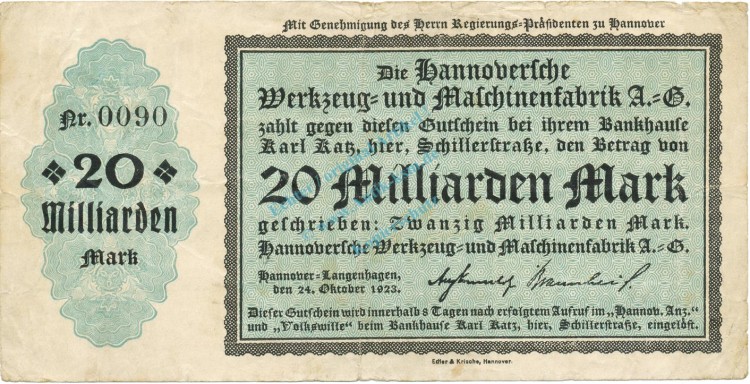 Mit Genehmigung des Herrn Regierungs-Präsidenten zu Hannover
Nr. 0090
20
Milliarden
Mark
Die Hannoversche
Werkzeug- und Maschinenfabrik A.-G.
zahlt gegen diesen Gutschein bei ihrem Bankhause
Karl Katz, hier, Schillerstraße, den Betrag von
20 Milliarden Mark
geschrieben: Zwanzig Milliarden Mark.
Hannoversche Werkzeug- und Maschinenfabrik A.-G.
Hannover-Langenhagen,
den 24. Oktober 1923.
Dieser Gutschein wird innerhalb 8 Tagen nach erfolgtem Aufruf im „Hannov. Anz."
und „Volkswille" beim Bankhause Karl Katz, hier, Schillerstraße, eingelöst.
Edler & Krische, Hannover.